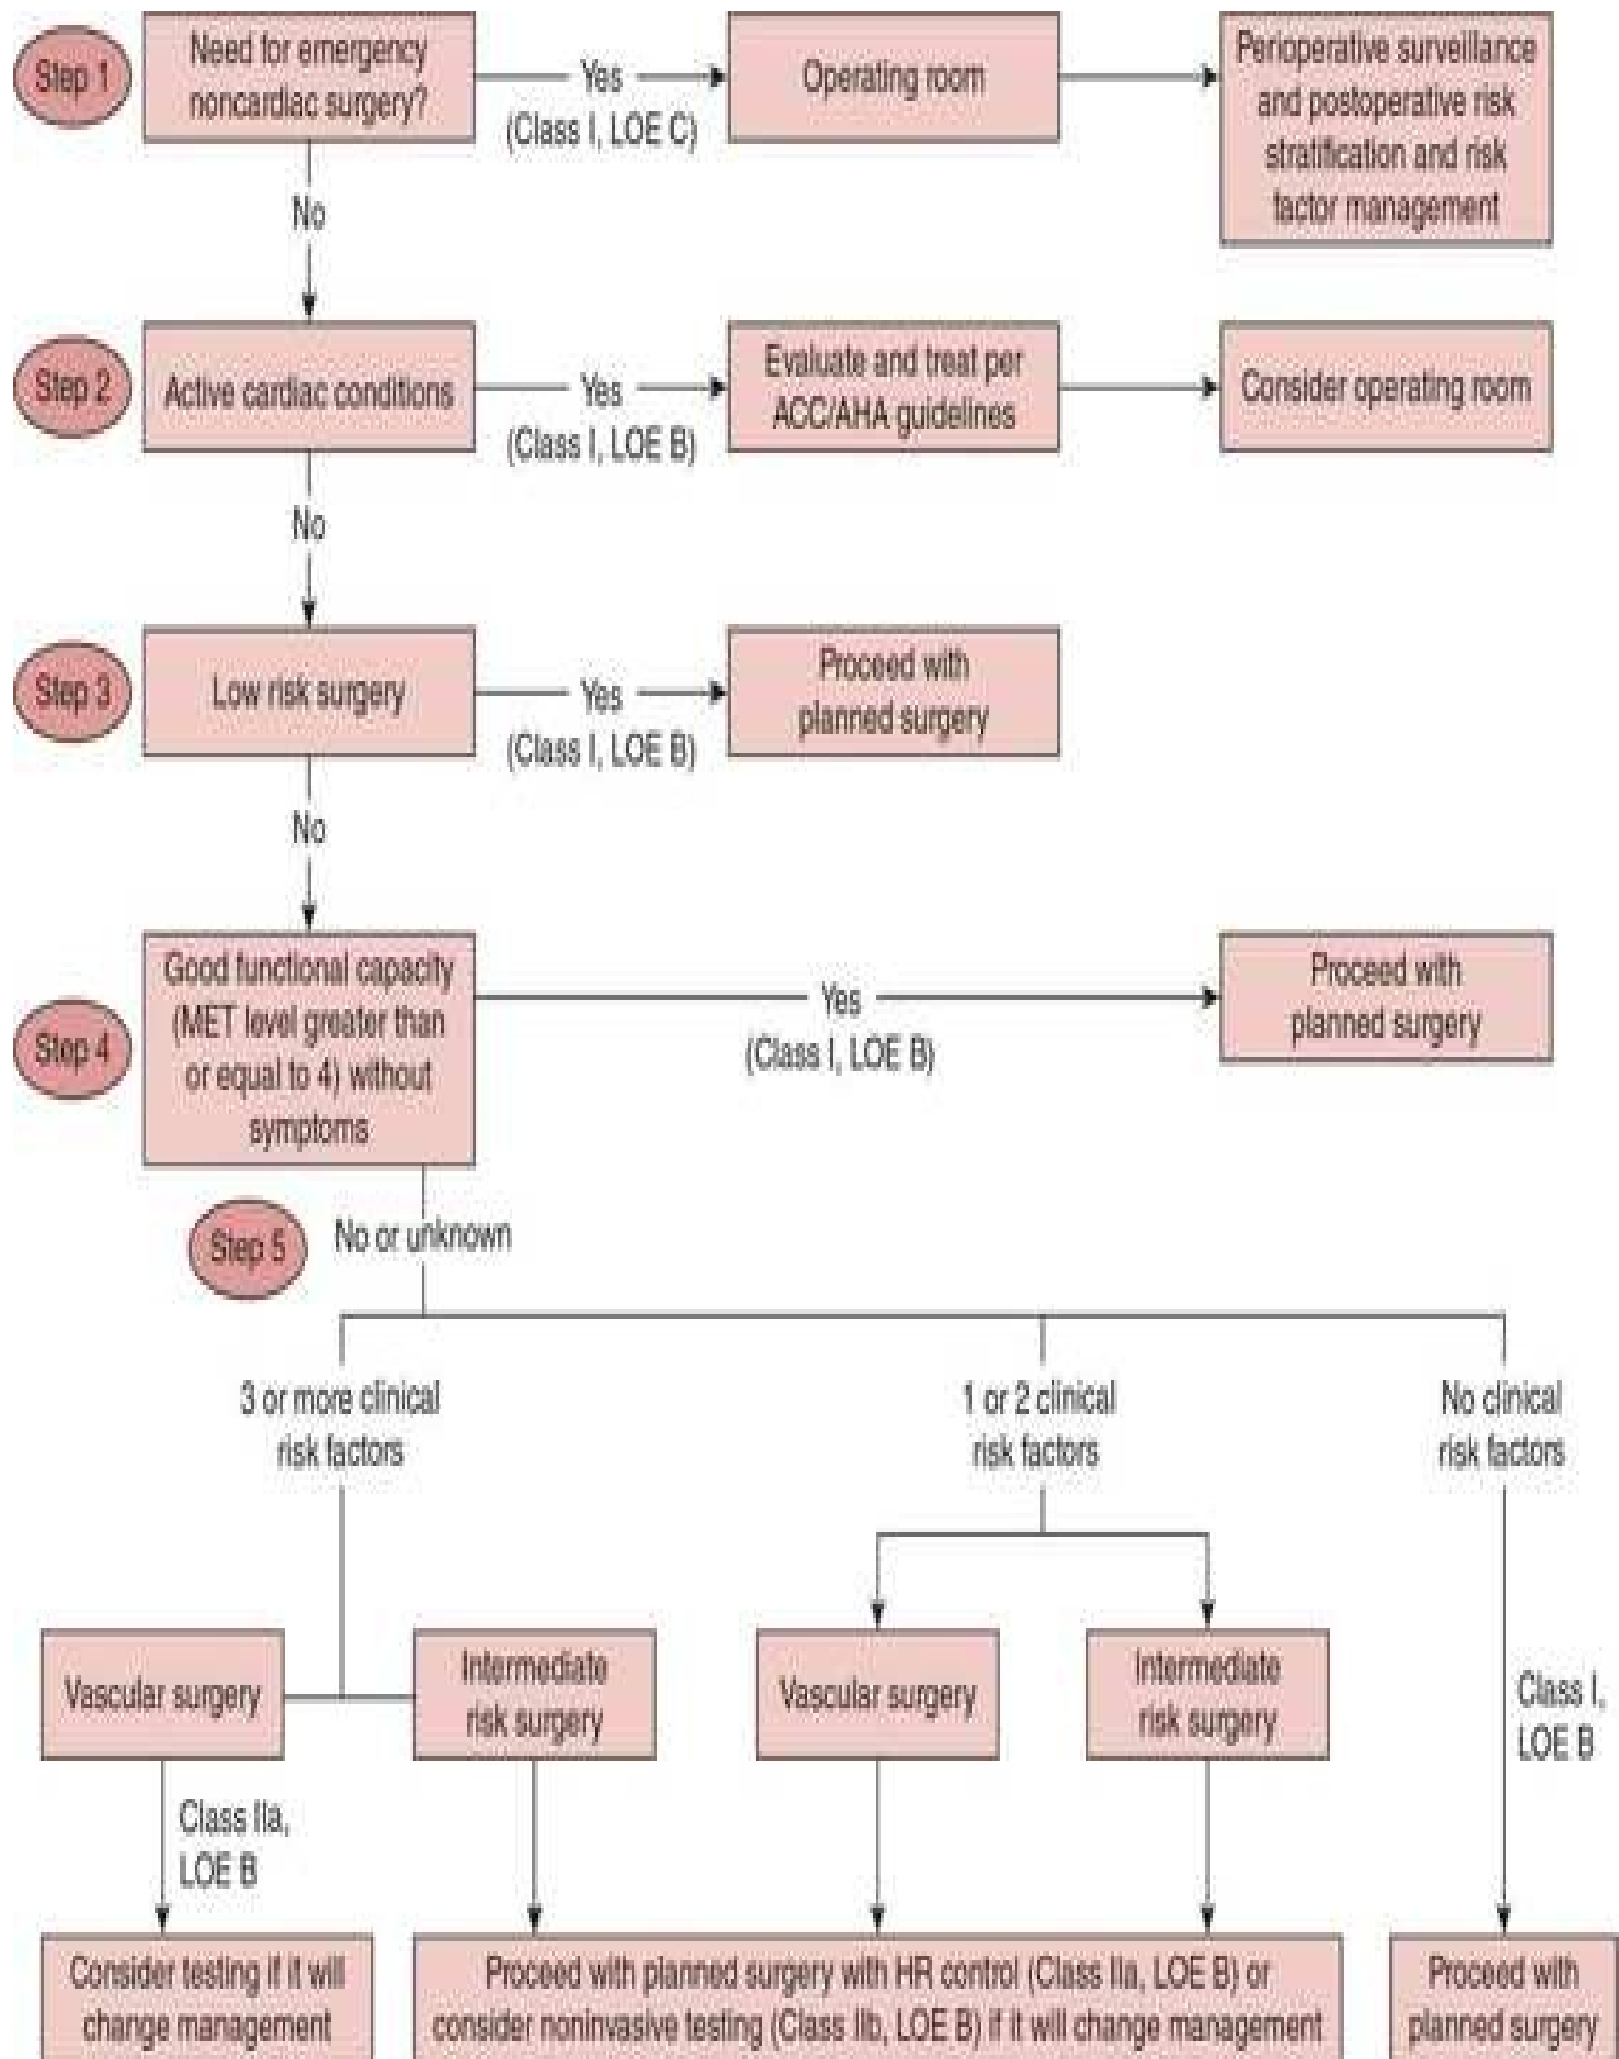 Step 1
Need for emergency
noncardiac surgery?
Yes
(Class I, LOE C)
Operating room
Perioperative surveillance
and postoperative risk
stratification and risk
factor management
No
Step 2
Active cardiac conditions
Yes
(Class I, LOE B)
Evaluate and treat per
ACC/AHA guidelines
Consider operating room
No
Step 3
Low risk surgery
Yes
(Class I, LOE B)
Proceed with
planned surgery
No
Step 4
Good functional capacity
(MET level greater than
or equal to 4) without
symptoms
Yes
(Class I, LOE B)
Proceed with
planned surgery
Step 5
No or unknown
3 or more clinical
risk factors
1 or 2 clinical
risk factors
No clinical
risk factors
Vascular surgery
Intermediate
risk surgery
Vascular surgery
Intermediate
risk surgery
Class I,
LOE B
Class IIa,
LOE B
Consider testing if it will
change management
Proceed with planned surgery with HR control (Class IIa, LOE B) or
consider noninvasive testing (Class IIb, LOE B) if it will change management
Proceed with
planned surgery